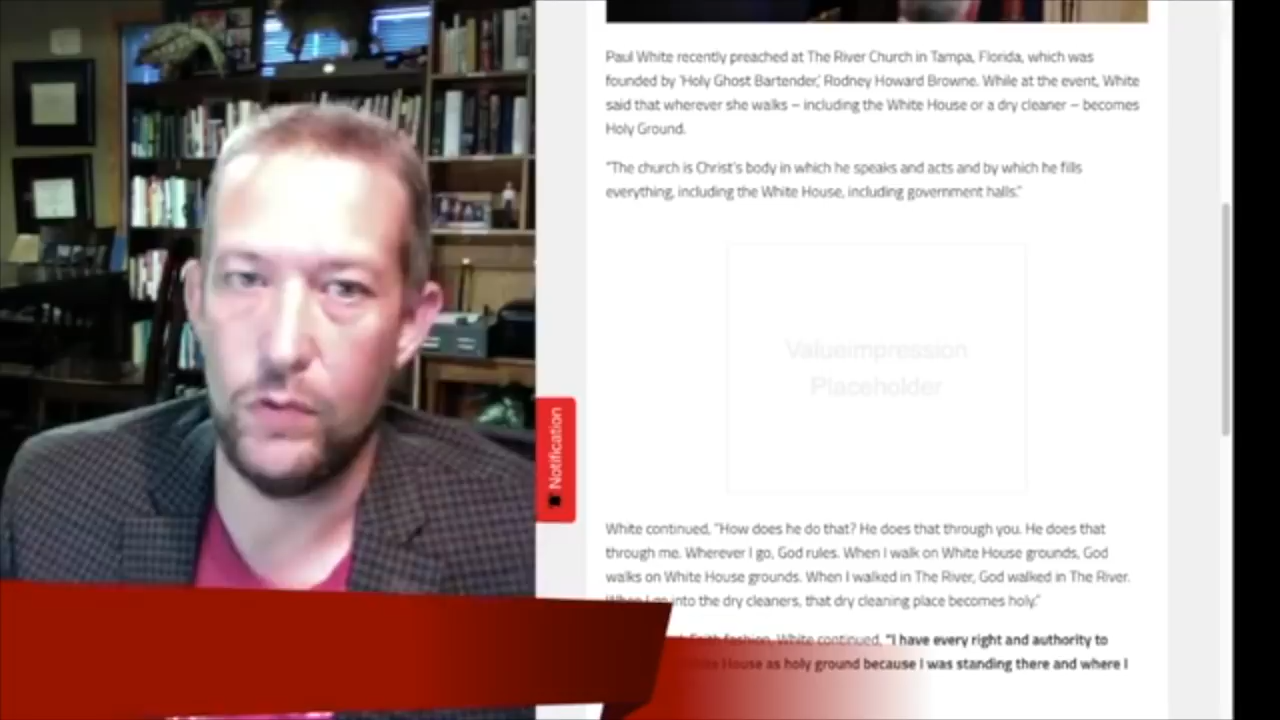 Paul White recently preached at The River Church in Tampa, Florida, which was
founded by 'Holy Ghost Bartender,' Rodney Howard Browne. While at the event, White
said that wherever she walks – including the White House or a dry cleaner – becomes
Holy Ground.
"The church is Christ's body in which he speaks and acts and by which he fills
everything, including the White House, including government halls."
Valueimpression
Placeholder
Notification
White continued, "How does he do that? He does that through you. He does that
through me. Wherever I go, God rules. When I walk on White House grounds, God
walks on White House grounds. When I walked in The River, God walked in The River.
When I go into the dry cleaners, that dry cleaning place becomes holy."
Faith fashion, White continued, "I have every right and authority to
House as holy ground because I was standing there and where I